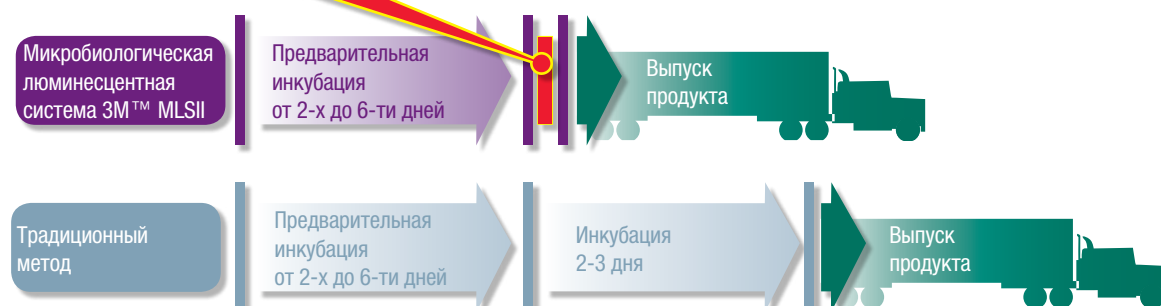 Микробиологическая
люминесцентная
система 3M™ MLSII
Предварительная
инкубация
от 2-х до 6-ти дней
Выпуск
продукта
Традиционный
метод
Предварительная
инкубация
от 2-х до 6-ти дней
Инкубация
2-3 дня
Выпуск
продукта